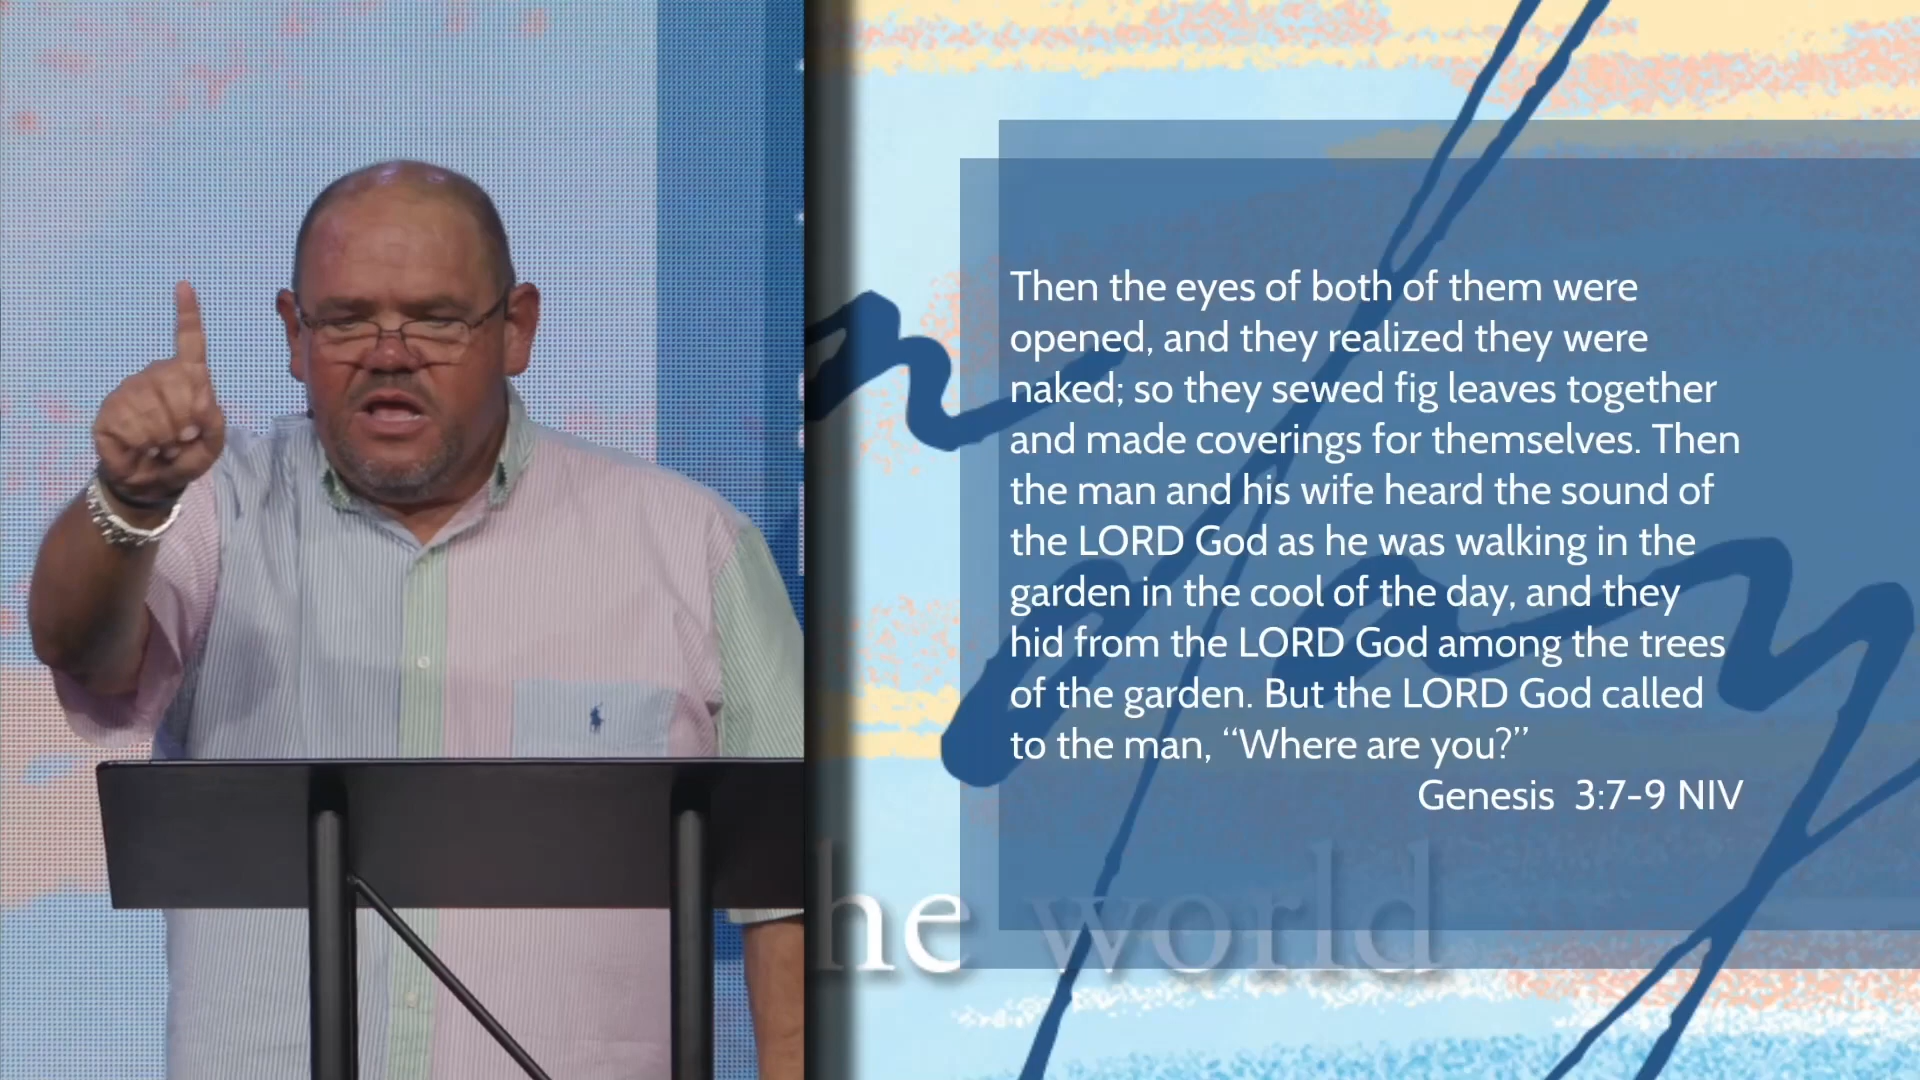 Then the eyes of both of them were
opened, and they realized they were
naked; so they sewed fig leaves together
and made coverings for themselves. Then
the man and his wife heard the sound of
the LORD God as he was walking in the
garden in the cool of the day, and they
hid from the LORD God among the trees
of the garden. But the LORD God called
to the man, “Where are you?”
Genesis 3:7-9 NIV
he world